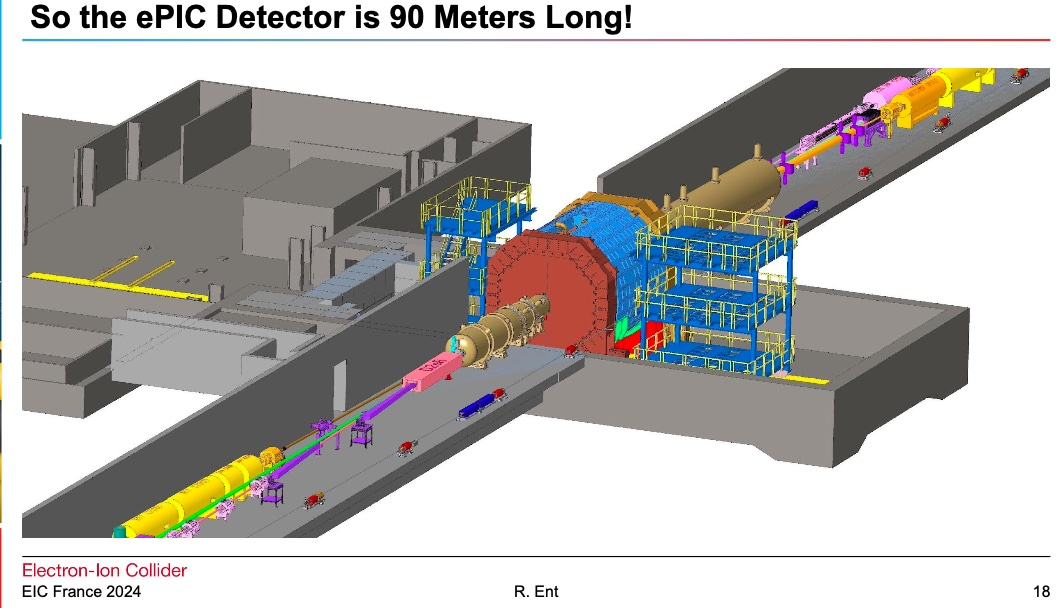 So the ePIC Detector is 90 Meters Long!
Electron-Ion Collider
EIC France 2024
R. Ent
18